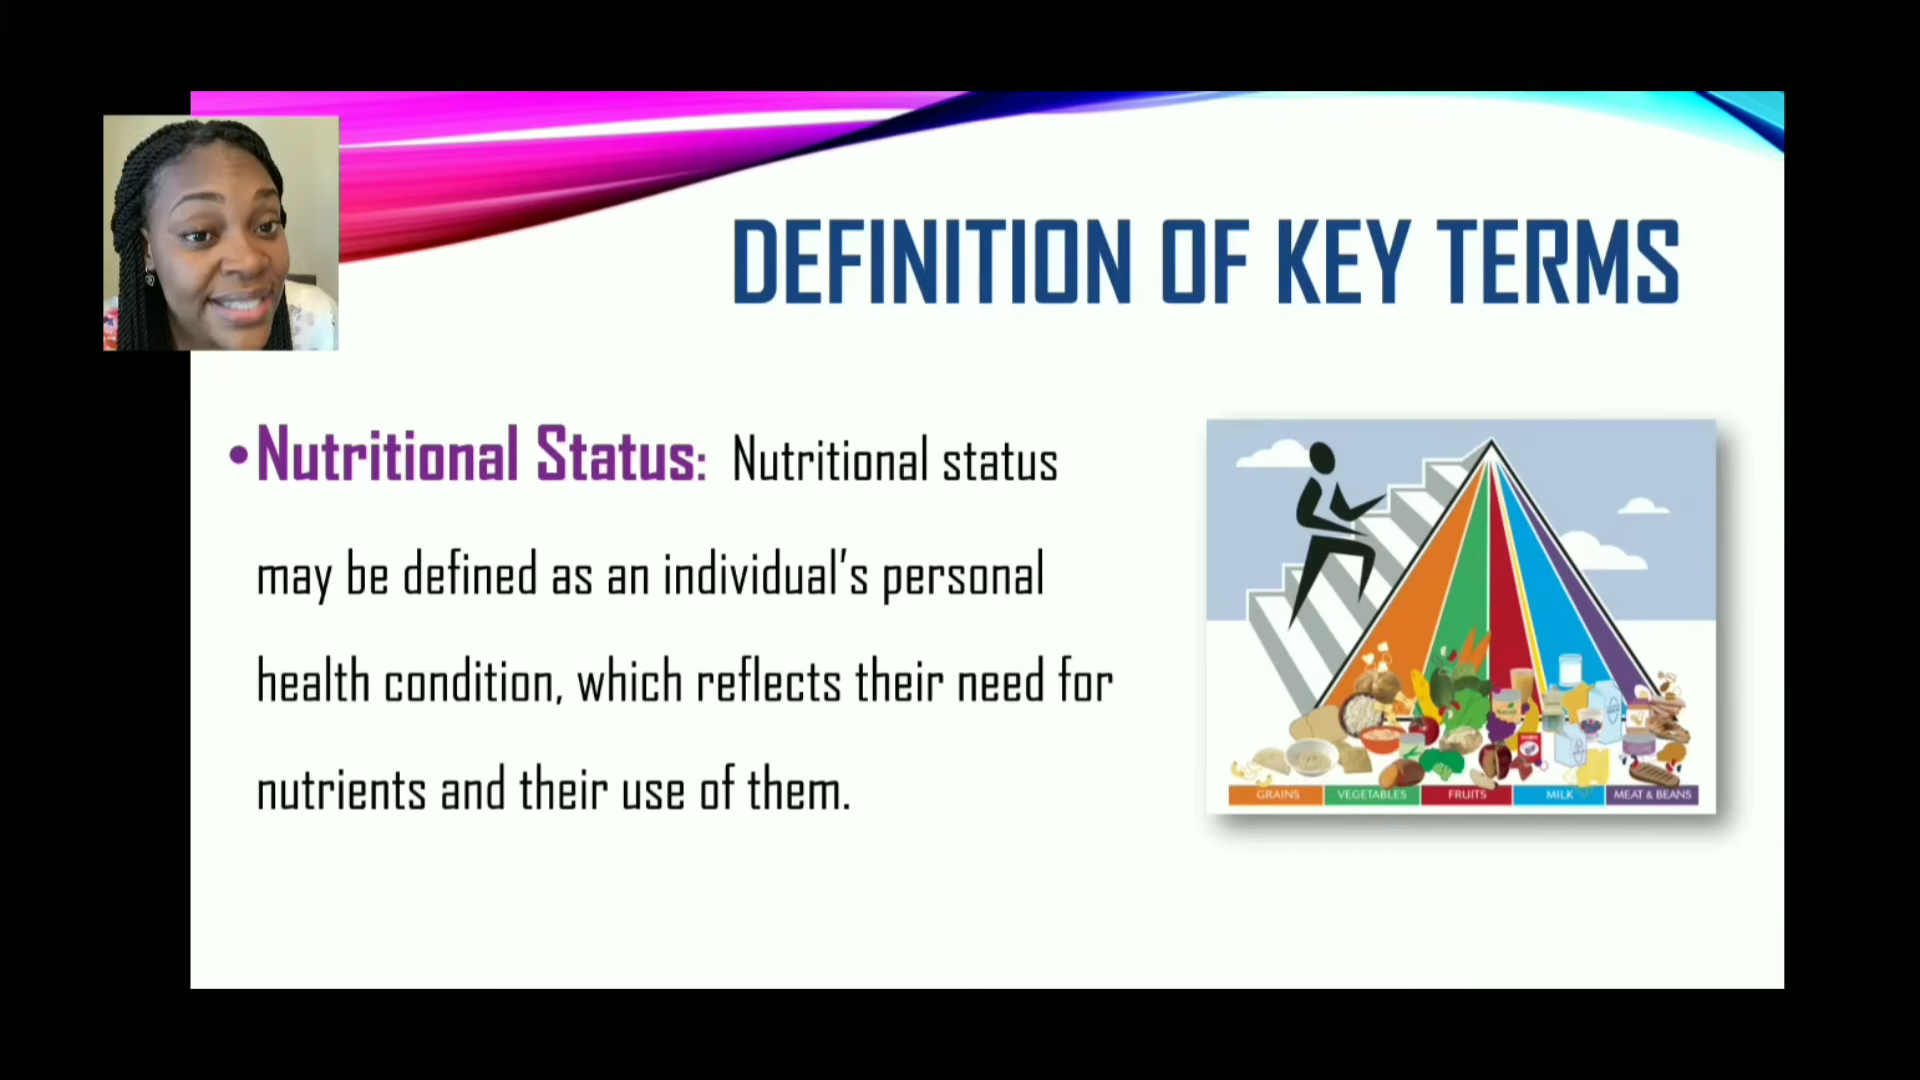 DEFINITION OF KEY TERMS
•Nutritional Status: Nutritional status
may be defined as an individual's personal
health condition, which reflects their need for
nutrients and their use of them.
GRAINS VEGETABLES FRUITS MILK MEAT & BEANS